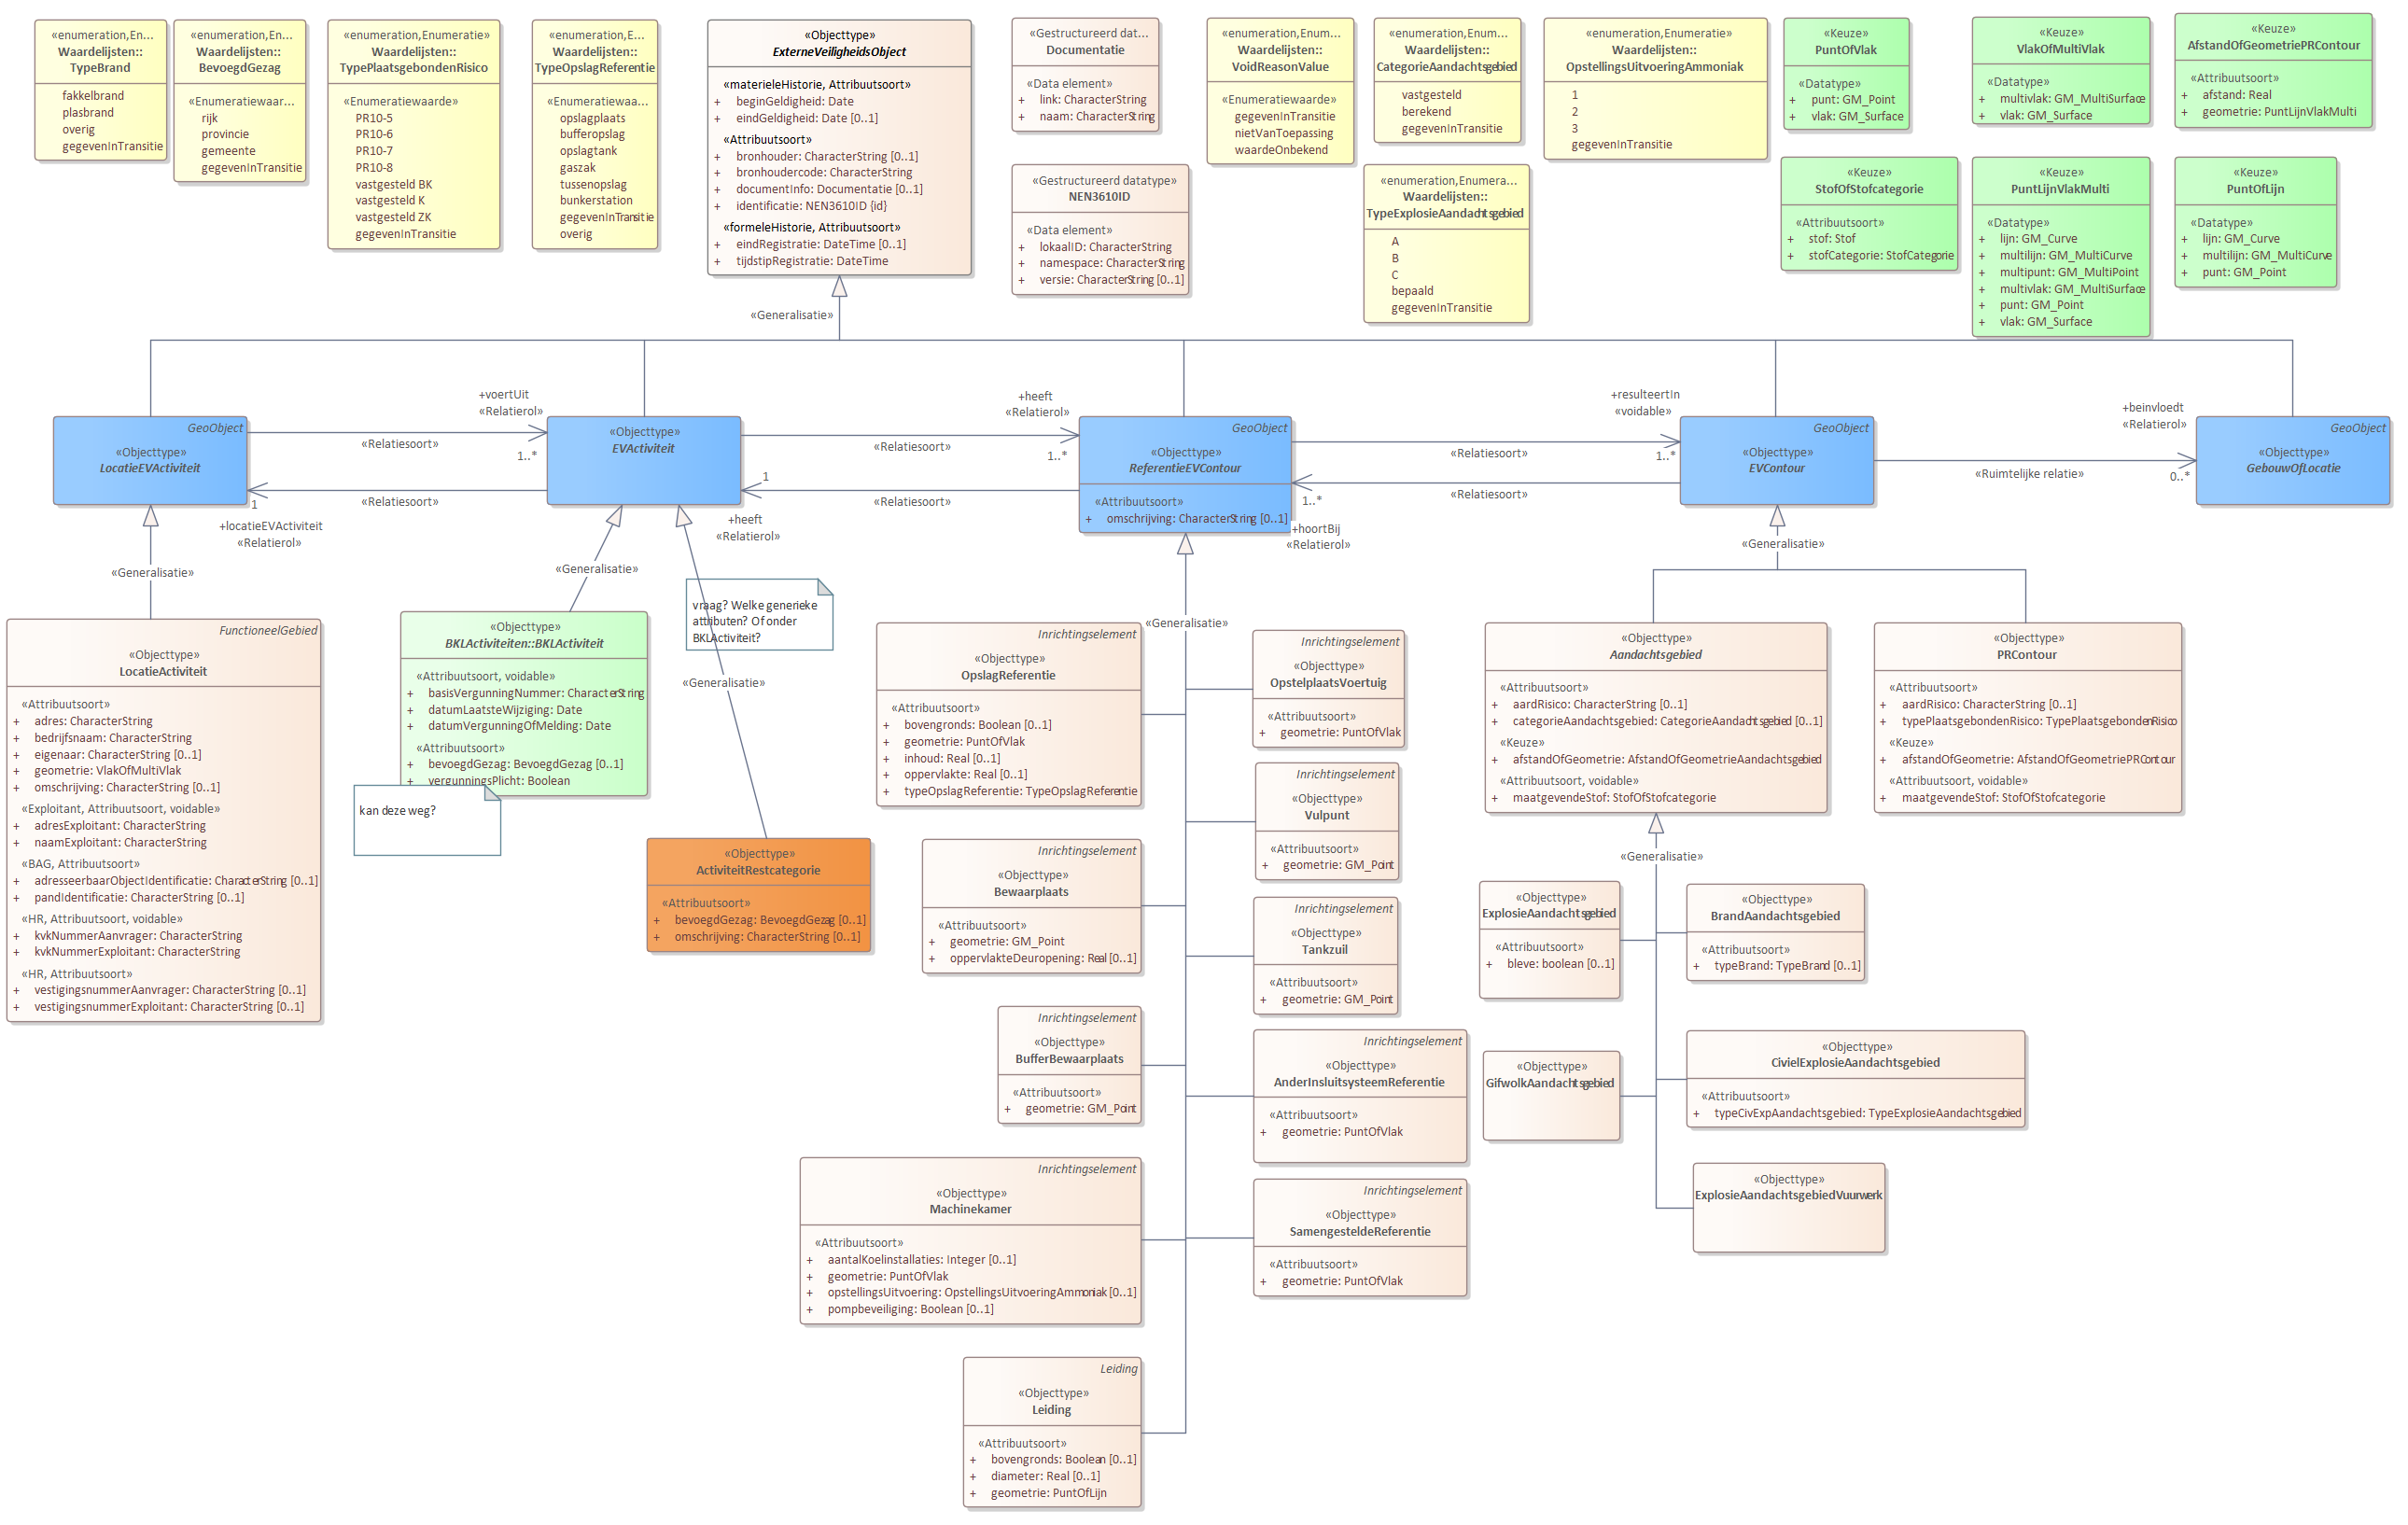 «enumeration,En...
Waardelijsten::
TypeBrand
fakkelbrand
plasbrand
overig
gegevenInTransitie
«enumeration,En...
Waardelijsten::
BevoegdGezag
«Enumeratiewaar...
rijk
provincie
gemeente
gegevenInTransitie
«enumeration,Enumeratie»
Waardelijsten::
TypePlaatsgebondenRisico
«Enumeratiewaarde»
PR10-5
PR10-6
PR10-7
PR10-8
vastgesteld BK
vastgesteld K
vastgesteld ZK
gegevenInTransitie
«enumeration,E...
Waardelijsten::
TypeOpslagReferentie
«Enumeratiewaa...
opslagplaats
bufferopslag
opslagtank
gaszak
tussenopslag
bunkerstation
gegevenInTransitie
overig
«Objecttype»
ExterneVeiligheidsObject
«materieleHistorie, Attribuutsoort»
+ beginGeldigheid: Date
+ eindGeldigheid: Date [0..1]
«Attribuutsoort»
+ bronhouder: CharacterString [0..1]
+ bronhoudercode: CharacterString
+ documentInfo: Documentatie [0..1]
+ identificatie: NEN3610ID {id}
«formeleHistorie, Attribuutsoort»
+ eindRegistratie: DateTime [0..1]
+ tijdstipRegistratie: DateTime
«Gestructureerd dat...
Documentatie
«Data element»
+ link: CharacterString
+ naam: CharacterString
«Gestructureerd datatype»
NEN3610ID
«Data element»
+ lokaalID: CharacterString
+ namespace: CharacterString
+ versie: CharacterString [0..1]
«enumeration,Enum...
Waardelijsten::
VoidReasonValue
«Enumeratiewaarde»
gegevenInTransitie
nietVanToepassing
waardeOnbekend
«enumeration,Enum...
Waardelijsten::
CategorieAandachtsgebied
vastgesteld
berekend
gegevenInTransitie
«enumeration,Enumeratie»
Waardelijsten::
OpstellingsUitvoeringAmmoniak
1
2
3
gegevenInTransitie
«enumeration,Enumera...
Waardelijsten::
TypeExplosieAandachtsgebied
A
B
C
bepaald
gegevenInTransitie
«Keuze»
PuntOfVlak
«Datatype»
+ punt: GM_Point
+ vlak: GM_Surface
«Keuze»
VlakOfMultiVlak
«Datatype»
+ multivlak: GM_MultiSurface
+ vlak: GM_Surface
«Keuze»
AfstandOfGeometriePRContour
«Attribuutsoort»
+ afstand: Real
+ geometrie: PuntLijnVlakMulti
«Keuze»
StofOfStofcategorie
«Attribuutsoort»
+ stof: Stof
+ stofCategorie: StofCategorie
«Keuze»
PuntLijnVlakMulti
«Datatype»
+ lijn: GM_Curve
+ multilijn: GM_MultiCurve
+ multipunt: GM_MultiPoint
+ multivlak: GM_MultiSurface
+ punt: GM_Point
+ vlak: GM_Surface
«Keuze»
PuntOfLijn
«Datatype»
+ lijn: GM_Curve
+ multilijn: GM_MultiCurve
+ punt: GM_Point
«Generalisatie»
GeoObject
«Objecttype»
LocatieEVActiviteit
+voertUit
«Relatierol»
«Relatiesoort»
1..*
«Relatiesoort»
1
+locatieEVActiviteit
«Relatierol»
«Objecttype»
EVActiviteit
+heeft
«Relatierol»
«Relatiesoort»
1..*
1
«Relatiesoort»
+heeft
«Relatierol»
GeoObject
«Objecttype»
ReferentieEVContour
«Attribuutsoort»
+ omschrijving: CharacterString [0..1]
+resulteertIn
«voidable»
«Relatiesoort»
1..*
«Relatiesoort»
1..*
+hoortBij
«Relatierol»
GeoObject
«Objecttype»
EVContour
+beinvloedt
«Relatierol»
«Ruimtelijke relatie»
0..*
GeoObject
«Objecttype»
GebouwOfLocatie
«Generalisatie»
«Generalisatie»
«Generalisatie»
«Generalisatie»
«Generalisatie»
vraag? Welke generieke
attributen? Of onder
BKLActiviteit?
FunctioneelGebied
«Objecttype»
LocatieActiviteit
«Attribuutsoort»
+ adres: CharacterString
+ bedrijfsnaam: CharacterString
+ eigenaar: CharacterString [0..1]
+ geometrie: VlakOfMultiVlak
+ omschrijving: CharacterString [0..1]
«Exploitant, Attribuutsoort, voidable»
+ adresExploitant: CharacterString
+ naamExploitant: CharacterString
«BAG, Attribuutsoort»
+ adresseerbaarObjectIdentificatie: CharacterString [0..1]
+ pandIdentificatie: CharacterString [0..1]
«HR, Attribuutsoort, voidable»
+ kvkNummerAanvrager: CharacterString
+ kvkNummerExploitant: CharacterString
«HR, Attribuutsoort»
+ vestigingsnummerAanvrager: CharacterString [0..1]
+ vestigingsnummerExploitant: CharacterString [0..1]
«Objecttype»
BKLActiviteiten::BKLActiviteit
«Attribuutsoort, voidable»
+ basisVergunningNummer: CharacterString
+ datumLaatsteWijziging: Date
+ datumVergunningOfMelding: Date
«Attribuutsoort»
+ bevoegdGezag: BevoegdGezag [0..1]
+ vergunningsPlicht: Boolean
kan deze weg?
«Objecttype»
ActiviteitRestcategorie
«Attribuutsoort»
+ bevoegdGezag: BevoegdGezag [0..1]
+ omschrijving: CharacterString [0..1]
Inrichtingselement
«Objecttype»
OpslagReferentie
«Attribuutsoort»
+ bovengronds: Boolean [0..1]
+ geometrie: PuntOfVlak
+ inhoud: Real [0..1]
+ oppervlakte: Real [0..1]
+ typeOpslagReferentie: TypeOpslagReferentie
Inrichtingselement
«Objecttype»
Bewaarplaats
«Attribuutsoort»
+ geometrie: GM_Point
+ oppervlakteDeuropening: Real [0..1]
Inrichtingselement
«Objecttype»
BufferBewaarplaats
«Attribuutsoort»
+ geometrie: GM_Point
Inrichtingselement
«Objecttype»
Machinekamer
«Attribuutsoort»
+ aantalKoelinstallaties: Integer [0..1]
+ geometrie: PuntOfVlak
+ opstellingsUitvoering: OpstellingsUitvoeringAmmoniak [0..1]
+ pompbeveiliging: Boolean [0..1]
Leiding
«Objecttype»
Leiding
«Attribuutsoort»
+ bovengronds: Boolean [0..1]
+ diameter: Real [0..1]
+ geometrie: PuntOfLijn
Inrichtingselement
«Objecttype»
OpstelplaatsVoertuig
«Attribuutsoort»
+ geometrie: PuntOfVlak
Inrichtingselement
«Objecttype»
Vulpunt
«Attribuutsoort»
+ geometrie: GM_Point
Inrichtingselement
«Objecttype»
Tankzuil
«Attribuutsoort»
+ geometrie: GM_Point
Inrichtingselement
«Objecttype»
AnderInsluitsysteemReferentie
«Attribuutsoort»
+ geometrie: PuntOfVlak
Inrichtingselement
«Objecttype»
SamengesteldeReferentie
«Attribuutsoort»
+ geometrie: PuntOfVlak
«Objecttype»
Aandachtsgebied
«Attribuutsoort»
+ aardRisico: CharacterString [0..1]
+ categorieAandachtsgebied: CategorieAandachtsgebied [0..1]
«Keuze»
+ afstandOfGeometrie: AfstandOfGeometrieAandachtsgebied
«Attribuutsoort, voidable»
+ maatgevendeStof: StofOfStofcategorie
«Objecttype»
PRContour
«Attribuutsoort»
+ aardRisico: CharacterString [0..1]
+ typePlaatsgebondenRisico: TypePlaatsgebondenRisico
«Keuze»
+ afstandOfGeometrie: AfstandOfGeometriePRContour
«Attribuutsoort, voidable»
+ maatgevendeStof: StofOfStofcategorie
«Generalisatie»
«Objecttype»
ExplosieAandachtsgebied
+ bleve: boolean [0..1]
«Objecttype»
BrandAandachtsgebied
«Attribuutsoort»
+ typeBrand: TypeBrand [0..1]
«Objecttype»
GifwolkAandachtsgebied
«Objecttype»
CivielExplosieAandachtsgebied
«Attribuutsoort»
+ typeCivExpAandachtsgebied: TypeExplosieAandachtsgebied
«Objecttype»
ExplosieAandachtsgebiedVuurwerk